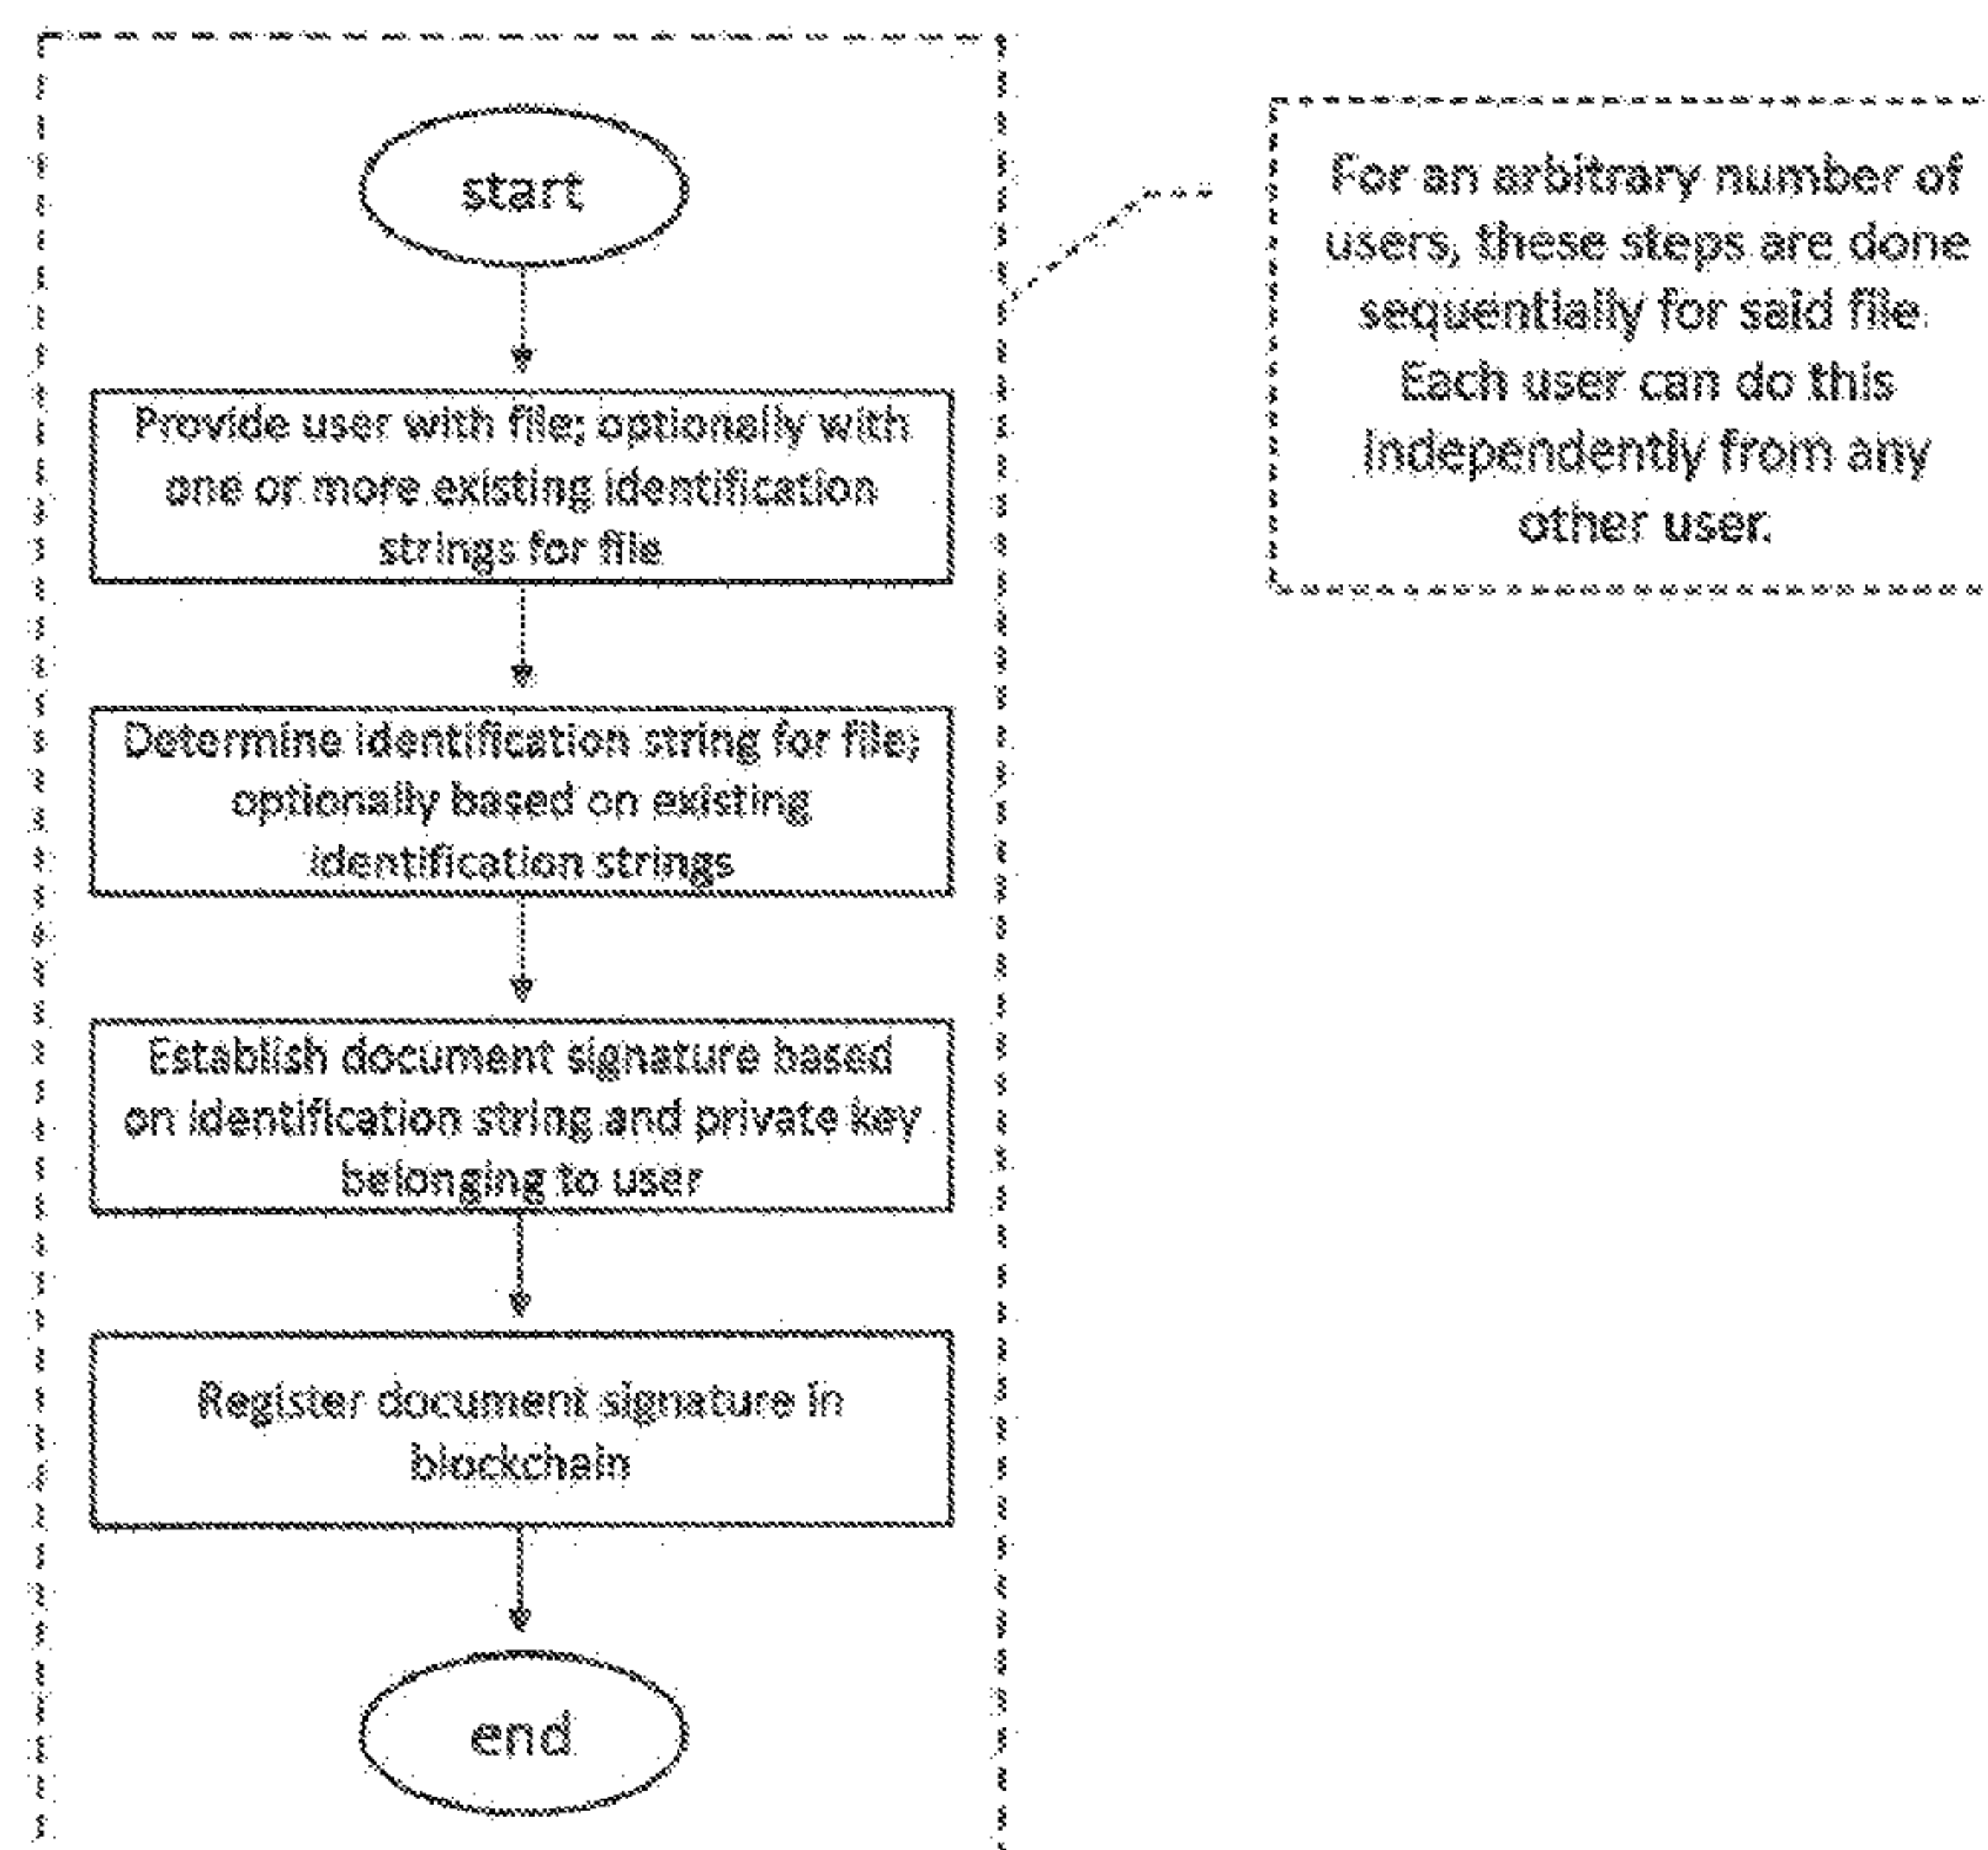 start
Provide user with file; optionally with
one or more existing identification
strings for file
Determine identification string for file;
optionally based on existing
identification strings
Establish document signature based
on identification string and private key
belonging to user
Register document signature in
blockchain
end
For an arbitrary number of
users, these steps are done
sequentially for said file.
Each user can do this
independently from any
other user.